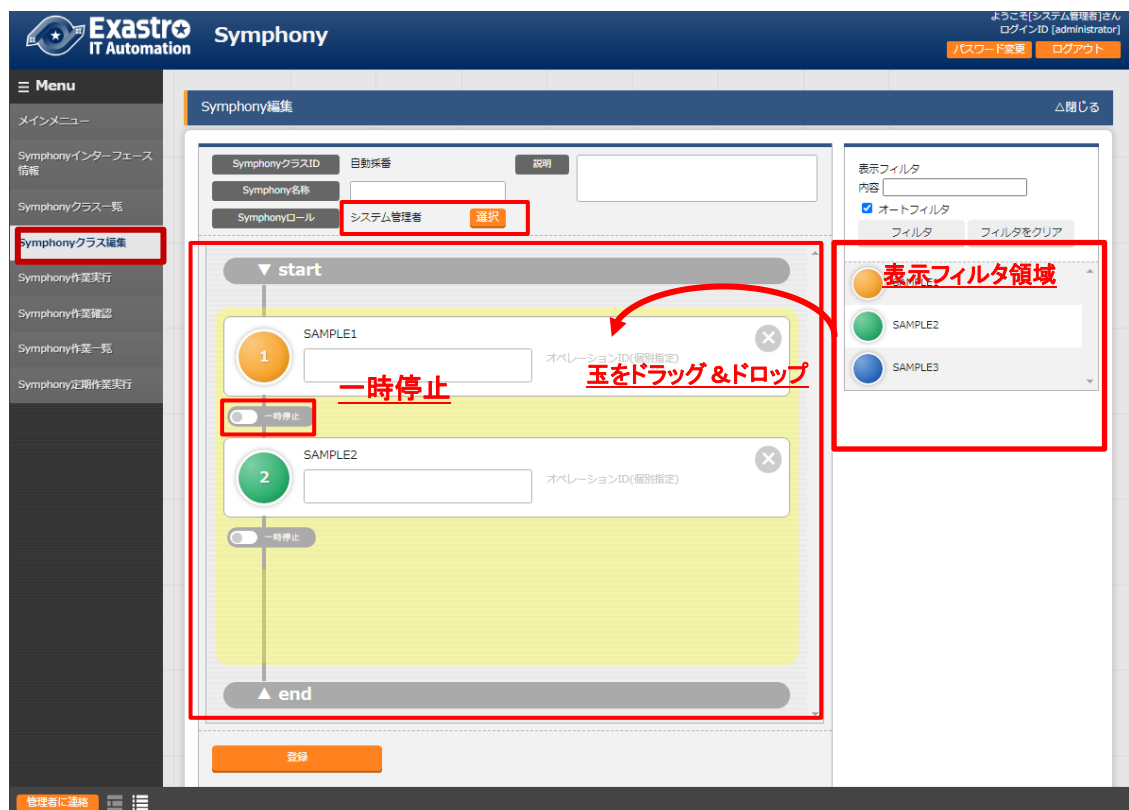 ようこそ[システム管理者]さん
ログインID [administrator]
Exastro
IT Automation
Symphony
パスワード変更 ログアウト
Menu
メインメニュー
Symphonyインターフェース
情報
Symphonyクラス一覧
Symphonyクラス編集
Symphony作業実行
Symphony作業確認
Symphony作業一覧
Symphony定期作業実行
Symphony編集
△閉じる
SymphonyクラスID 自動採番 説明
Symphony名称
Symphonyロール システム管理者 選択
▼ start
1
SAMPLE1
オペレーションID(個別指定)
玉をドラッグ&ドロップ
一時停止
一時停止
2
SAMPLE2
オペレーションID(個別指定)
一時停止
▲ end
登録
表示フィルタ
内容
オートフィルタ
フィルタ フィルタをクリア
表示フィルタ領域
SAMPLE1
SAMPLE2
SAMPLE3
管理者に連絡